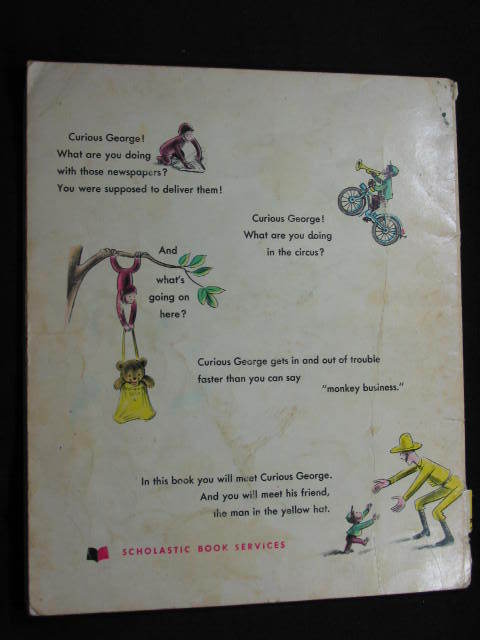 Curious George!
What are you doing
with those newspapers?
You were supposed to deliver them!
Curious George!
What are you doing
in the circus?
And
what's
going on
here?
Curious George gets in and out of trouble
faster than you can say
"monkey business."
In this book you will meet Curious George.
And you will meet his friend,
the man in the yellow hat.
SCHOLASTIC BOOK SERVICES